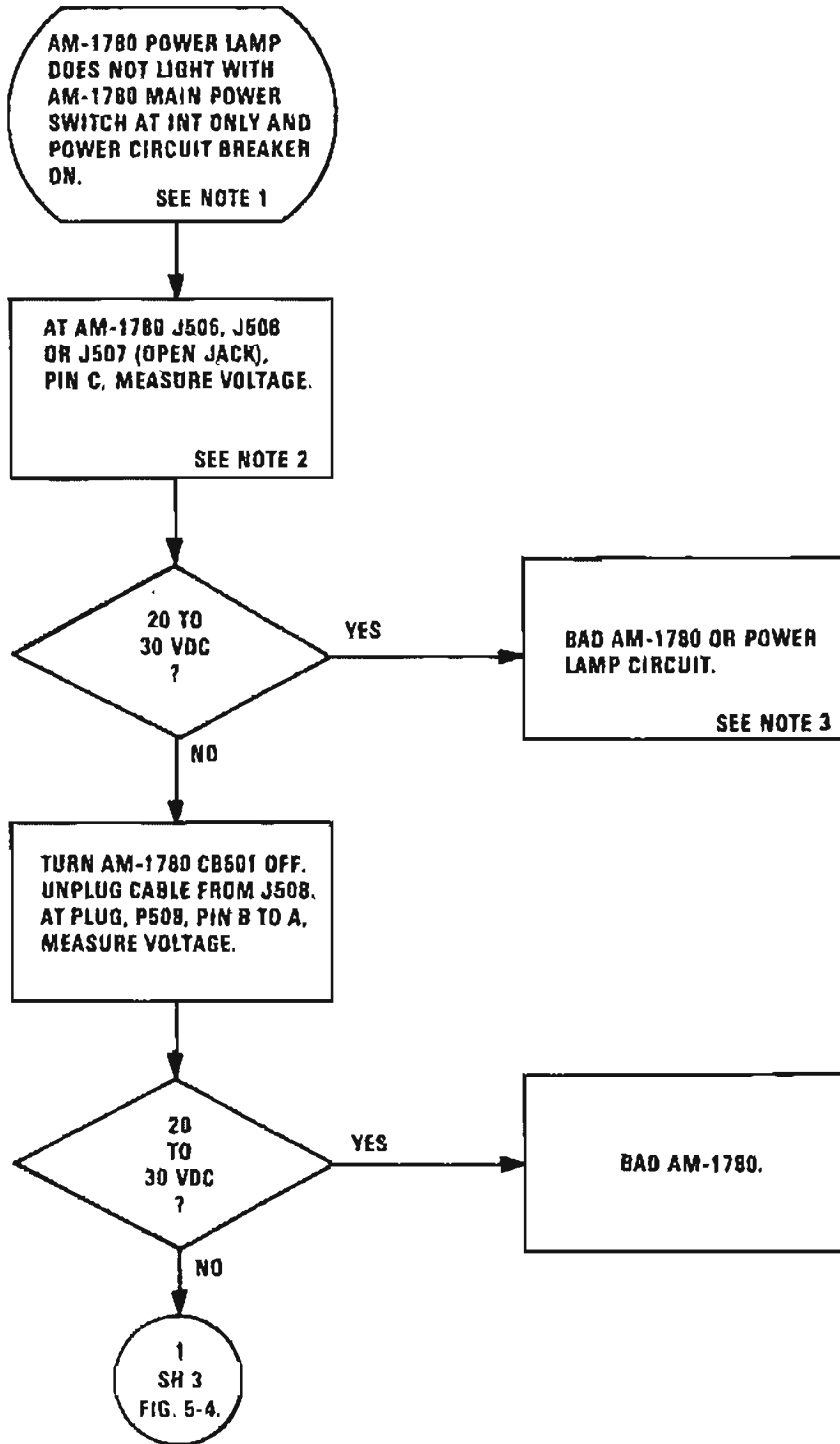 AM-1780 POWER LAMP
DOES NOT LIGHT WITH
AM-1780 MAIN POWER
SWITCH AT INT ONLY AND
POWER CIRCUIT BREAKER
ON.
SEE NOTE 1
AT AM-1780 J505, J506
OR J507 (OPEN JACK),
PIN C, MEASURE VOLTAGE.
SEE NOTE 2
20 TO
30 VDC
?
YES
BAD AM-1780 OR POWER
LAMP CIRCUIT.
SEE NOTE 3
NO
TURN AM-1780 CB501 OFF.
UNPLUG CABLE FROM J508.
AT PLUG, P508, PIN B TO A,
MEASURE VOLTAGE.
20
TO
30 VDC
?
YES
BAD AM-1780.
NO
1
SH 3
FIG. 5-4.